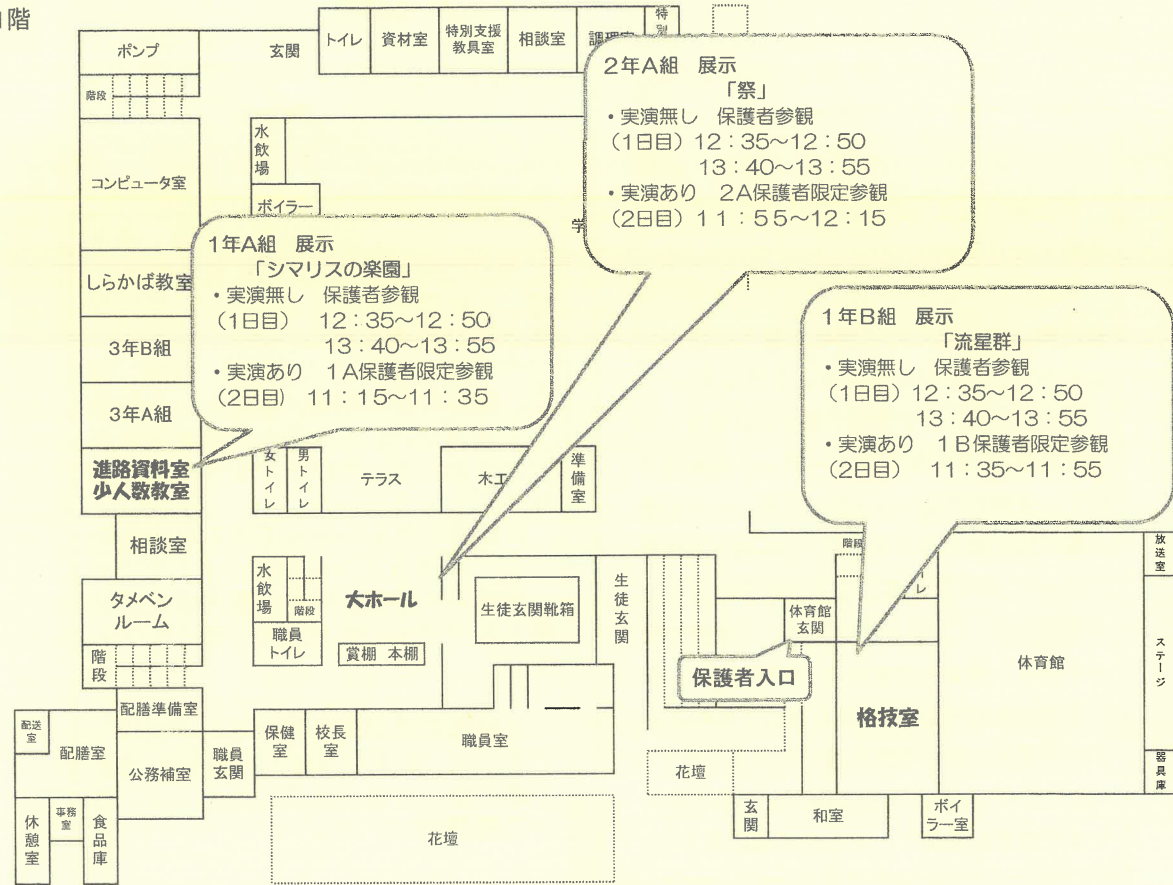 階
ポンプ
玄関
トイレ
資材室
特別支援
教具室
相談室
調理室
特別
階段
水飲場
コンピュータ室
ボイラー
学
2年A組 展示
「祭」
・実演無し 保護者参観
(1日目) 12:35~12:50
13:40~13:55
・実演あり 2A保護者限定参観
(2日目) 11:55~12:15
1年A組 展示
「シマリスの楽園」
・実演無し 保護者参観
(1日目) 12:35~12:50
13:40~13:55
・実演あり 1A保護者限定参観
(2日目) 11:15~11:35
しらかば教室
3年B組
3年A組
1年B組 展示
「流星群」
・実演無し 保護者参観
(1日目) 12:35~12:50
13:40~13:55
・実演あり 1B保護者限定参観
(2日目) 11:35~11:55
進路資料室
少人数教室
女トイレ
男トイレ
テラス
木工
準備室
相談室
階段
レ
放送室
タメベン
ルーム
水飲場
階段
大ホール
生徒玄関靴箱
生徒玄関
体育館
玄関
職員
トイレ
賞棚 本棚
保護者入口
体育館
ステージ
階段
格技室
配膳準備室
配送室
配膳室
公務補室
職員
玄関
保健室
校長室
職員室
花壇
器具庫
休憩室
事務室
食品庫
花壇
玄関
和室
ボイ
ラー室